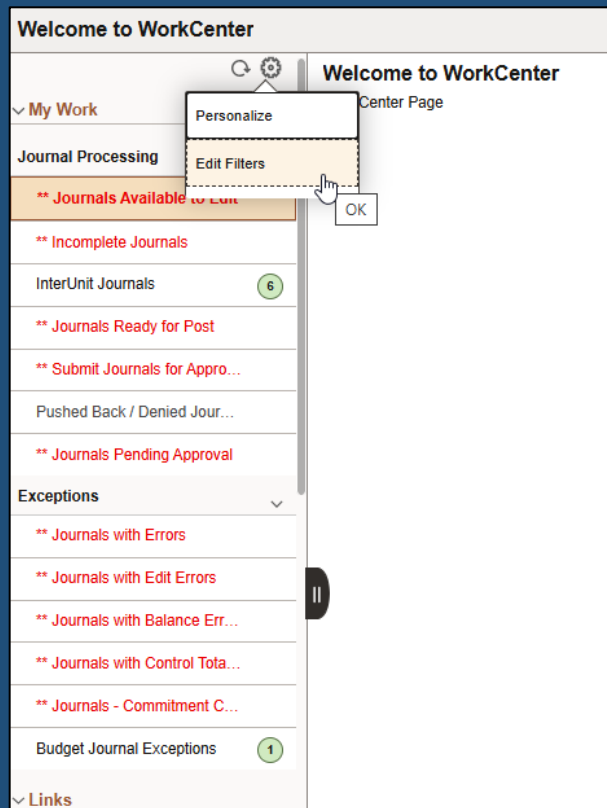 Welcome to WorkCenter
Welcome to WorkCenter
Center Page
My Work
Personalize
Edit Filters
OK
Journal Processing
** Journals Available to Edit
** Incomplete Journals
InterUnit Journals 6
** Journals Ready for Post
** Submit Journals for Appro...
Pushed Back / Denied Jour...
** Journals Pending Approval
Exceptions
** Journals with Errors
** Journals with Edit Errors
** Journals with Balance Err...
** Journals with Control Tota...
** Journals - Commitment C...
Budget Journal Exceptions 1
Links